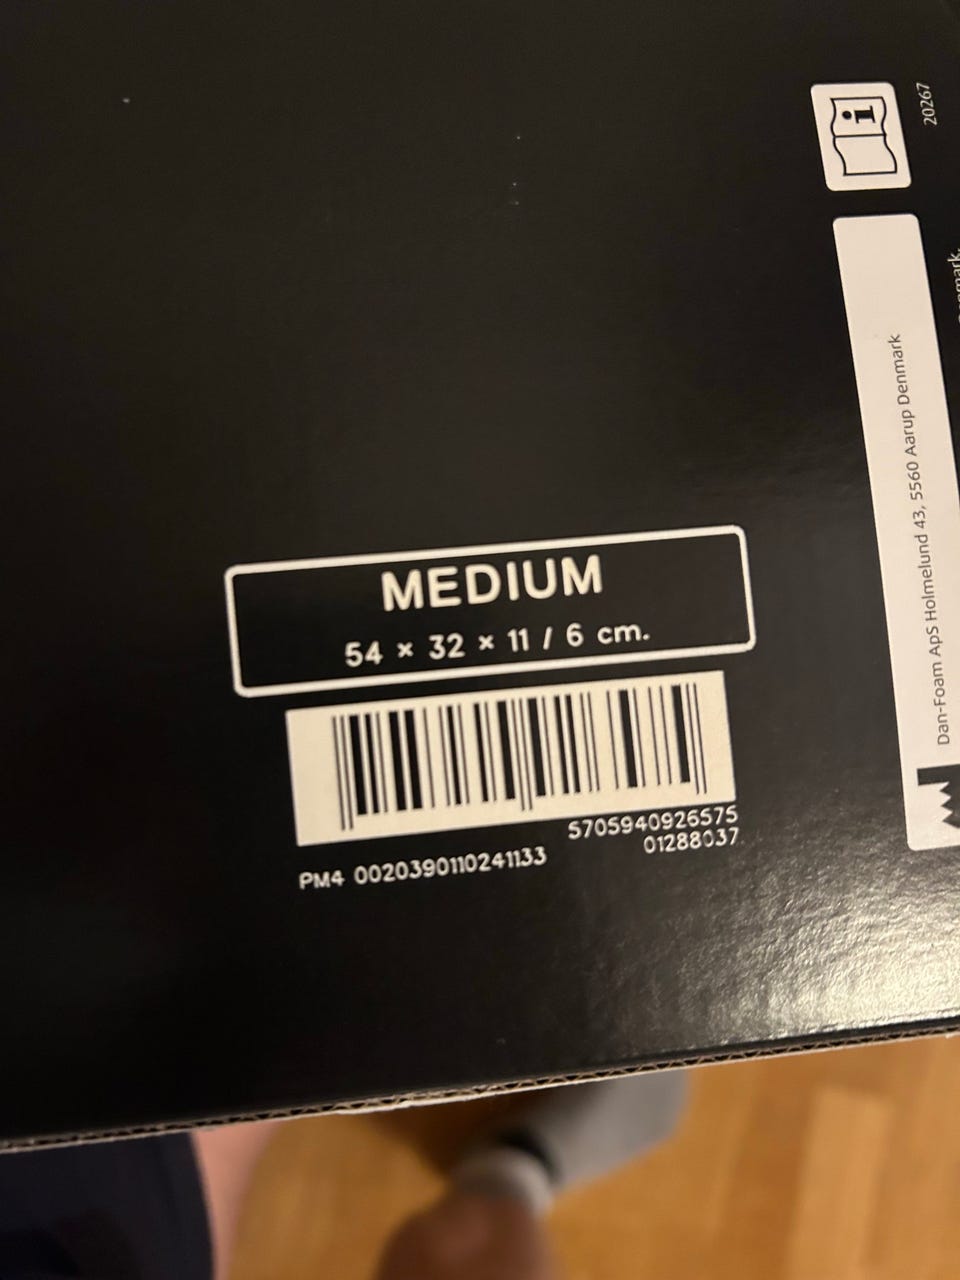 MEDIUM
54 × 32 × 11 / 6 cm.
5705940926575
01288037
PM4 0020390110241133
i
20267
Dan-Foam ApS Holmelund 43, 5560 Aarup Denmark